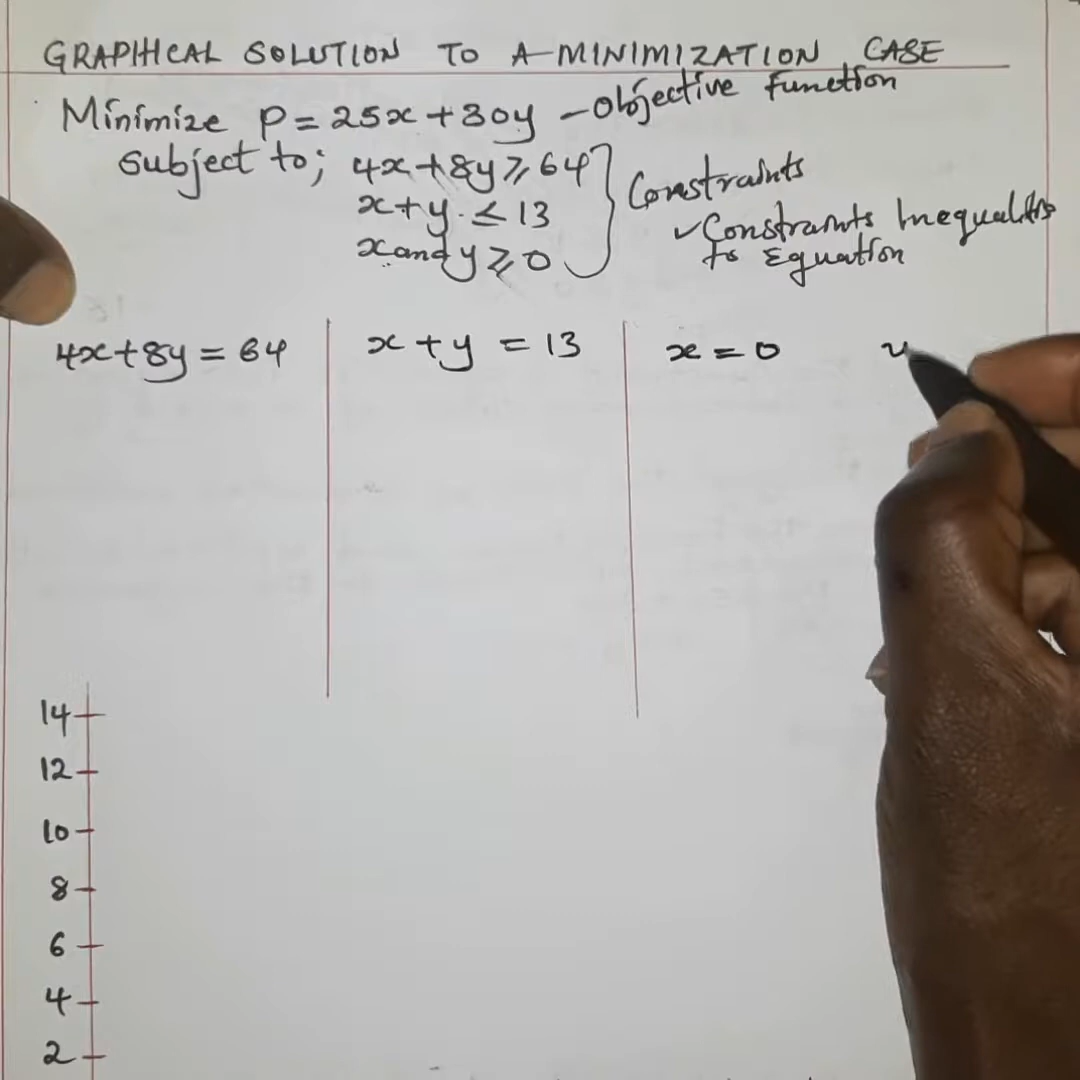 GRAPHICAL SOLUTION TO A MINIMIZATION CASE
Minimize P = 25x + 30y - Objective Function
Subject to; 4x + 8y ≥ 64
x + y ≤ 13
x and y ≥ 0
Constraints
✓ Constraints Inequalities
to Equation
4x + 8y = 64
x + y = 13
x = 0
14
12
10
8
6
4
2